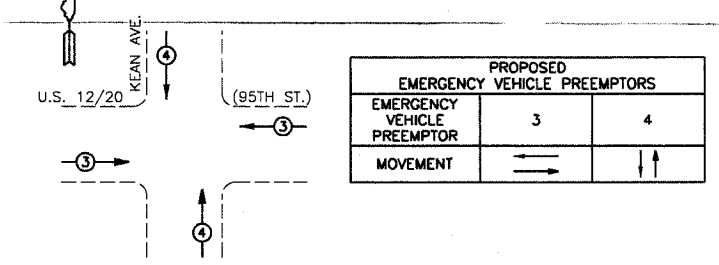 KEAN AVE.
4
U.S. 12/20
(95TH ST.)
3
3
4
PROPOSED
EMERGENCY VEHICLE PREEMPTORS
EMERGENCY
VEHICLE
PREEMPTOR
3
4
MOVEMENT